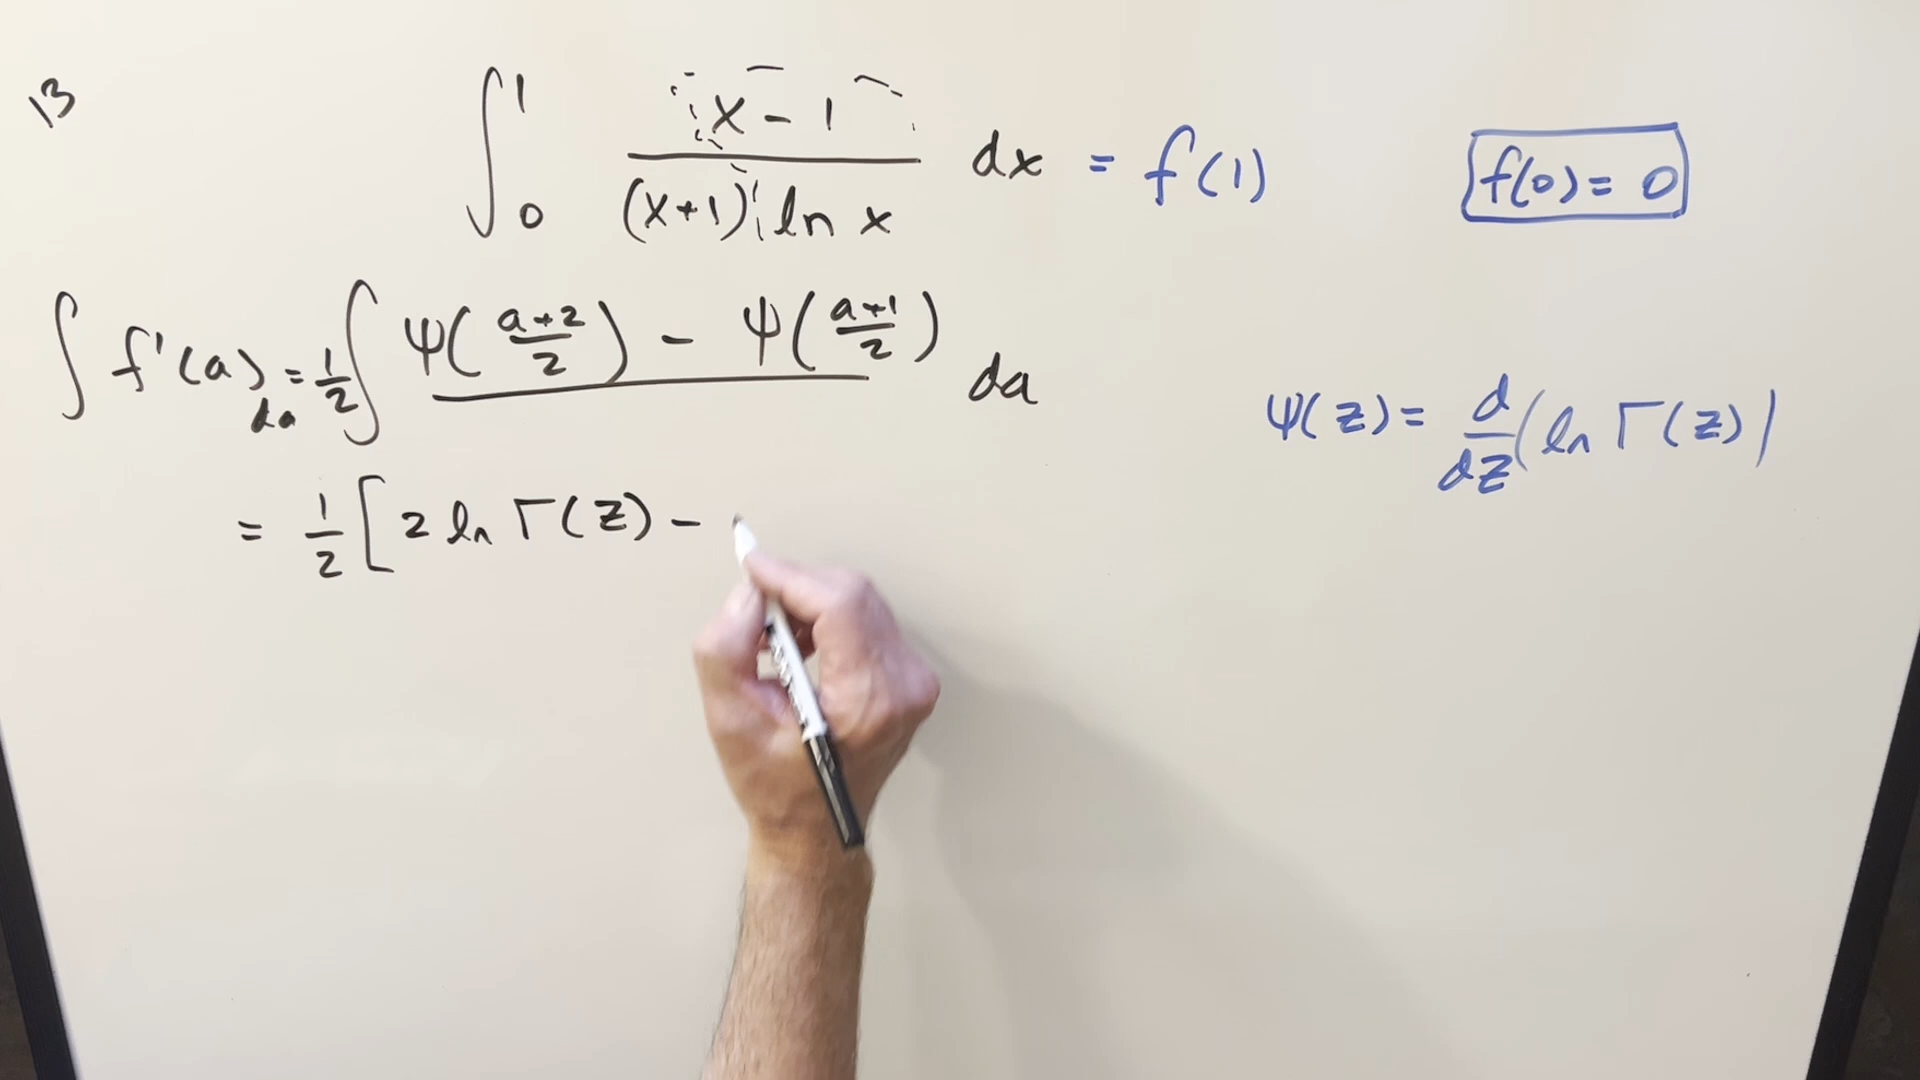 13
∫₀¹ (x - 1)/((x+1) ln x) dx = f(1)
f(0) = 0
∫ f'(a) da = 1/2 ∫ ψ((a+2)/2) - ψ((a+1)/2) da
ψ(z) = d/dz (ln Γ(z))
= 1/2 [2 ln Γ(z) -